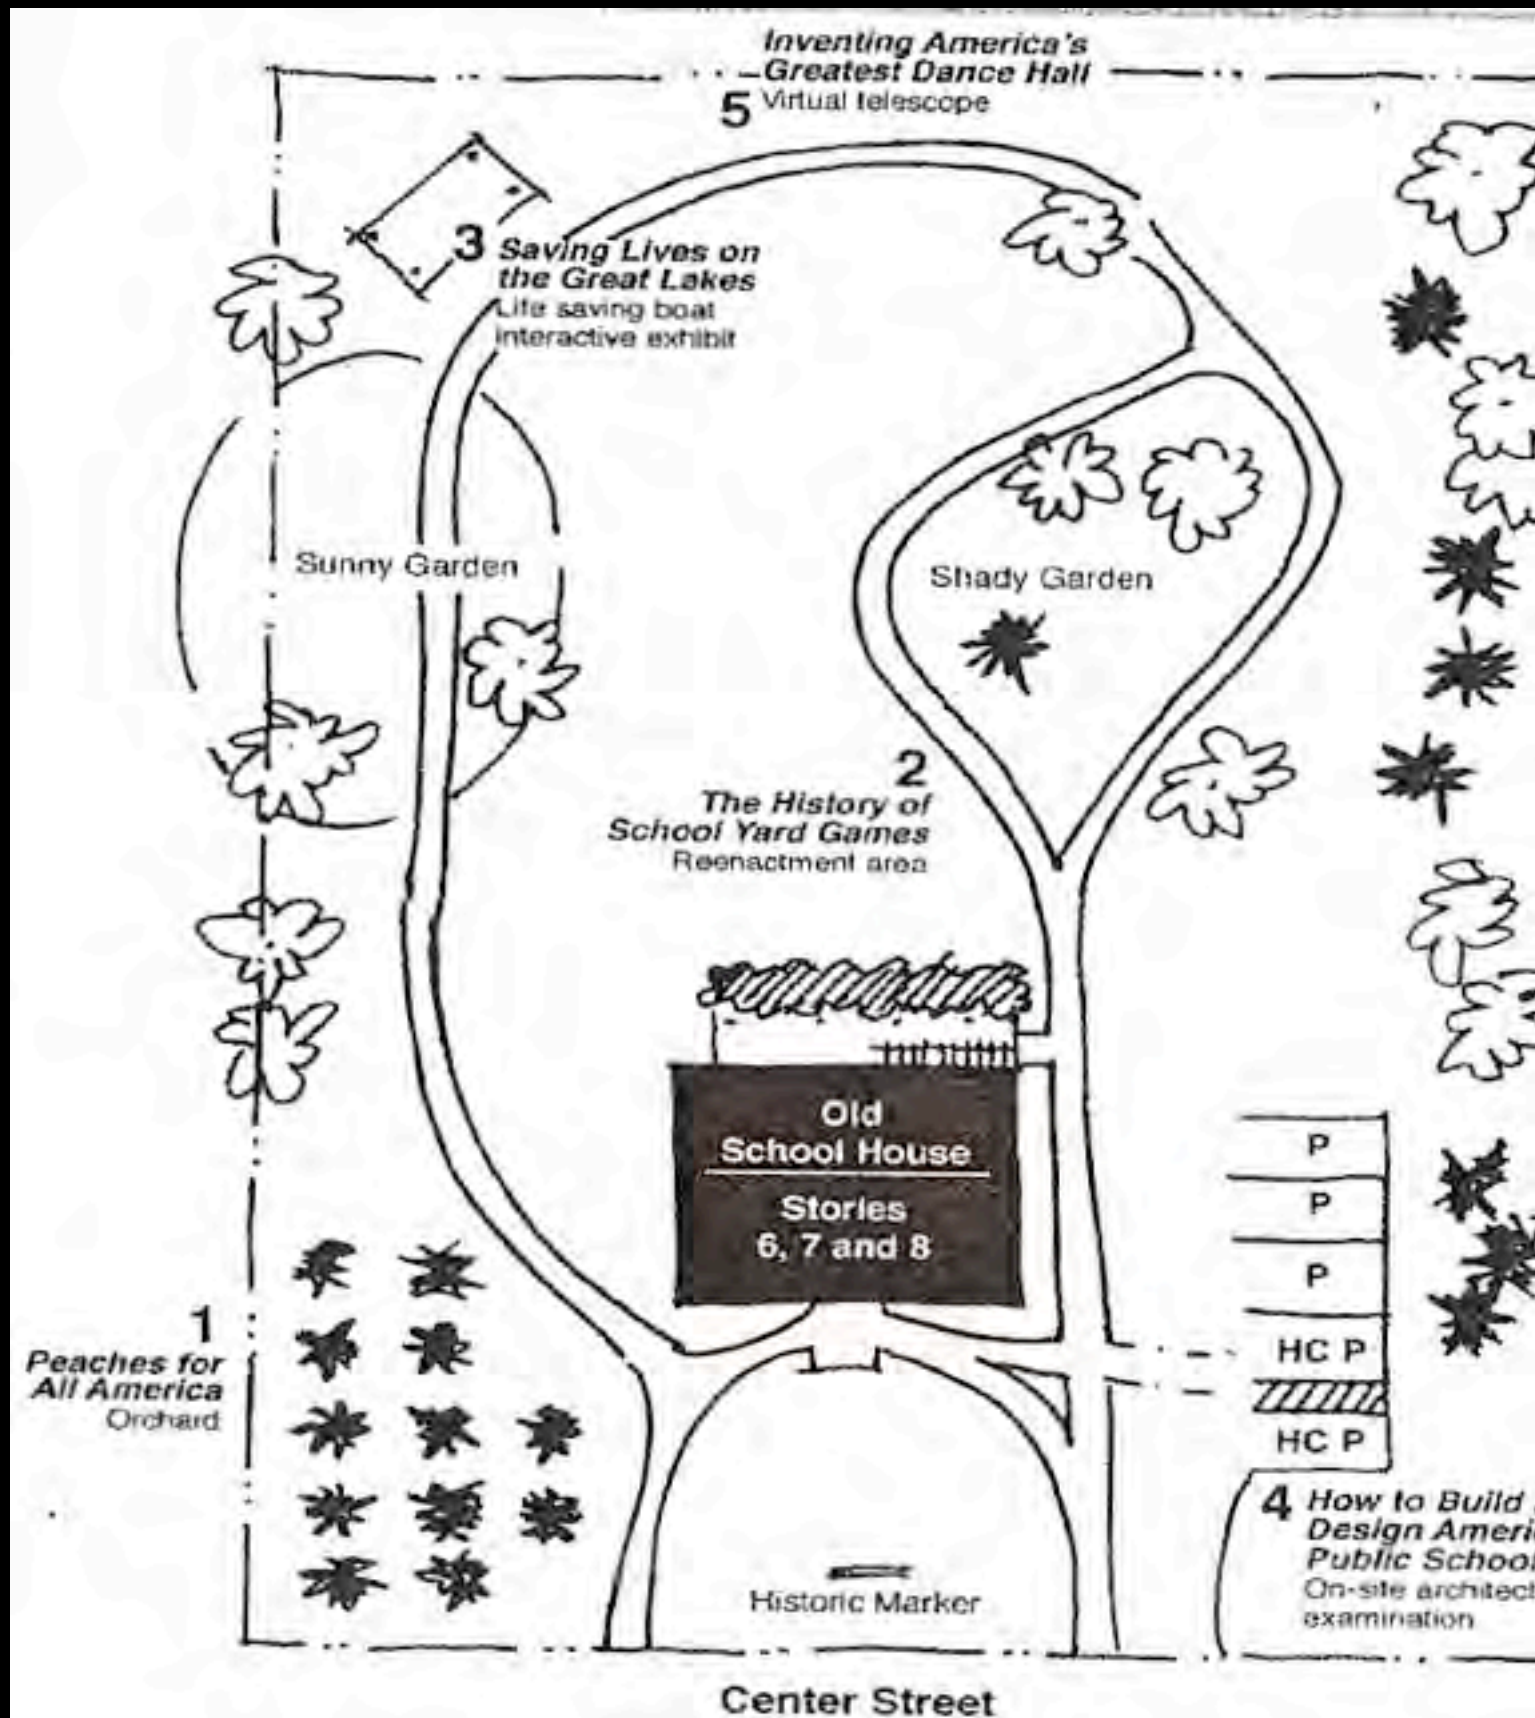 Inventing America's
Greatest Dance Hall
5 Virtual telescope
3 Saving Lives on
the Great Lakes
Life saving boat
interactive exhibit
Sunny Garden
Shady Garden
2
The History of
School Yard Games
Reenactment area
Old
School House
Stories
6, 7 and 8
P
P
P
HC P
HC P
1
Peaches for
All America
Orchard
4 How to Build
Design Ameri
Public School
On-site architect
examination
Historic Marker
Center Street